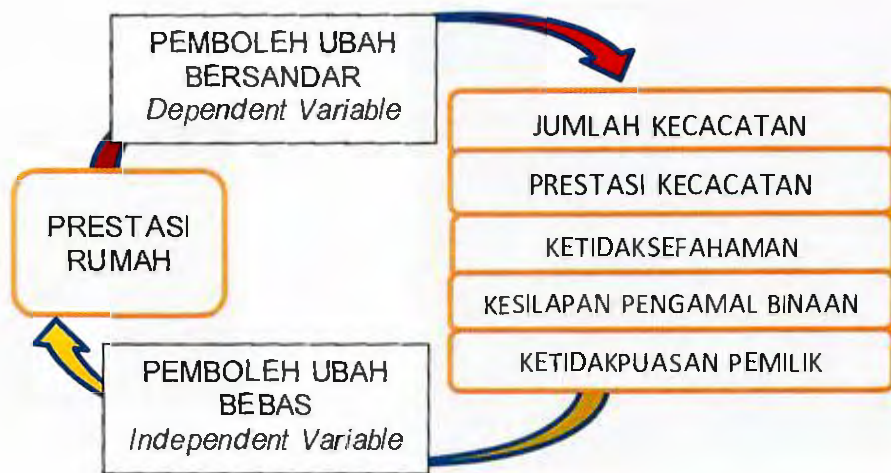 PEMBOLEH UBAH
BERSANDAR
Dependent Variable
JUMLAH KECACATAN
PRESTASI KECACATAN
PRESTASI
RUMAH
KETIDAKSEFAHAMAN
KESILAPAN PENGAMAL BINAAN
KETIDAKPUASAN PEMILIK
PEMBOLEH UBAH
BEBAS
Independent Variable